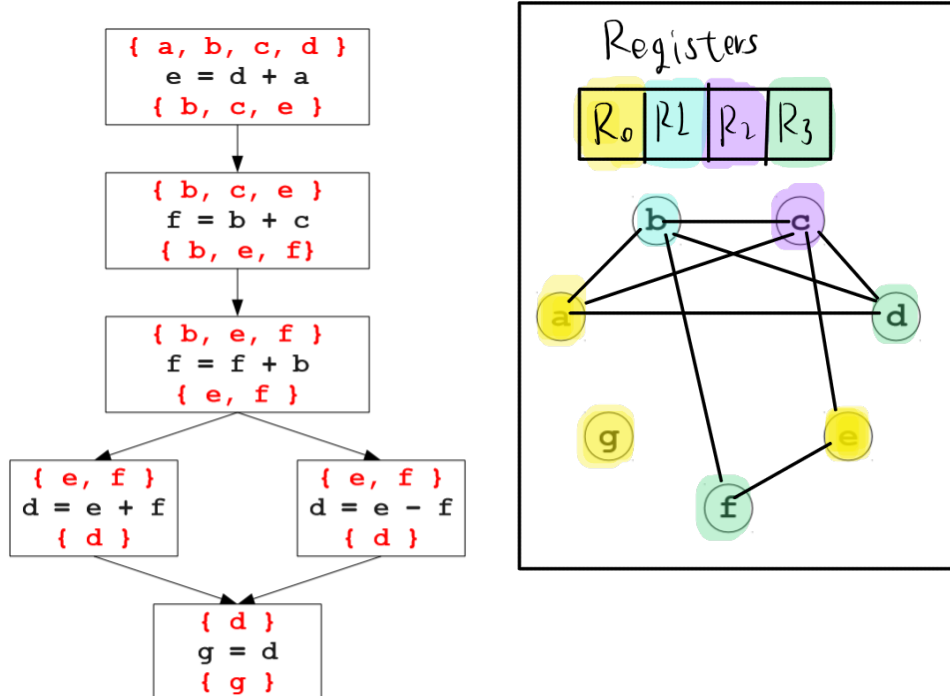 { a, b, c, d }
e = d + a
{ b, c, e }
{ b, c, e }
f = b + c
{ b, e, f}
{ b, e, f }
f = f + b
{ e, f }
{ e, f }
d = e + f
{ d }
{ e, f }
d = e - f
{ d }
{ d }
g = d
{ g }
Registers
R0 R1 R2 R3
b c
a d
g e
f